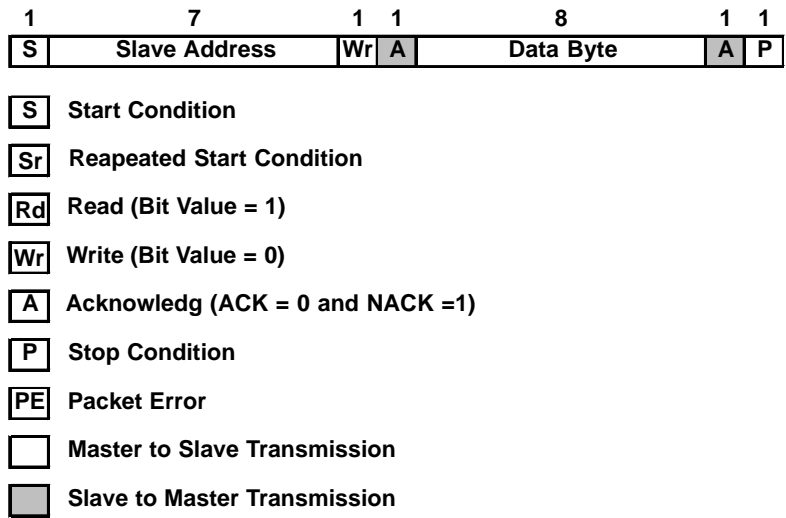 1 7 1 1 8 1 1
S Slave Address Wr A Data Byte A P
S Start Condition
Sr Reapeated Start Condition
Rd Read (Bit Value = 1)
Wr Write (Bit Value = 0)
A Acknowledg (ACK = 0 and NACK =1)
P Stop Condition
PE Packet Error
Master to Slave Transmission
Slave to Master Transmission